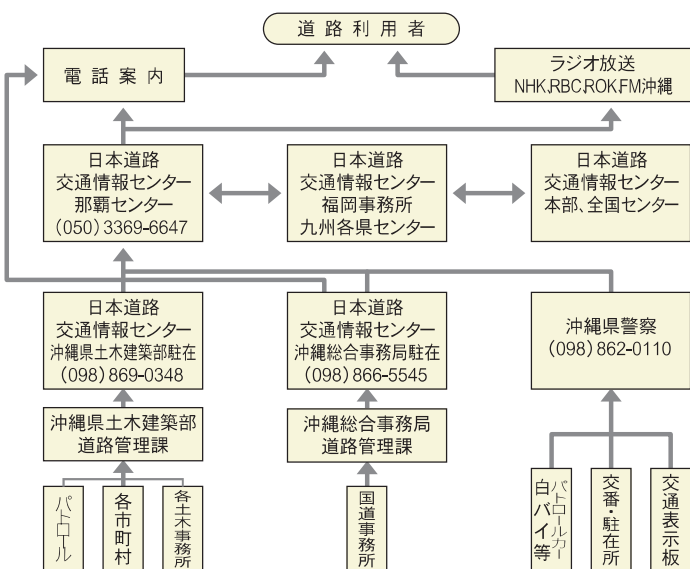 道路利用者
電話案内
ラジオ放送
NHK,RBC,ROK,FM沖縄
日本道路
交通情報センター
那覇センター
(050)3369-6647
日本道路
交通情報センター
福岡事務所
九州各県センター
日本道路
交通情報センター
本部、全国センター
日本道路
交通情報センター
沖縄県土木建築部駐在
(098)869-0348
日本道路
交通情報センター
沖縄総合事務局駐在
(098)866-5545
沖縄県警察
(098)862-0110
沖縄県土木建築部
道路管理課
沖縄総合事務局
道路管理課
パトロール
各市町村
各土木事務所
国道事務所
パトロールカー
白バイ等
交番・駐在所
交通表示板